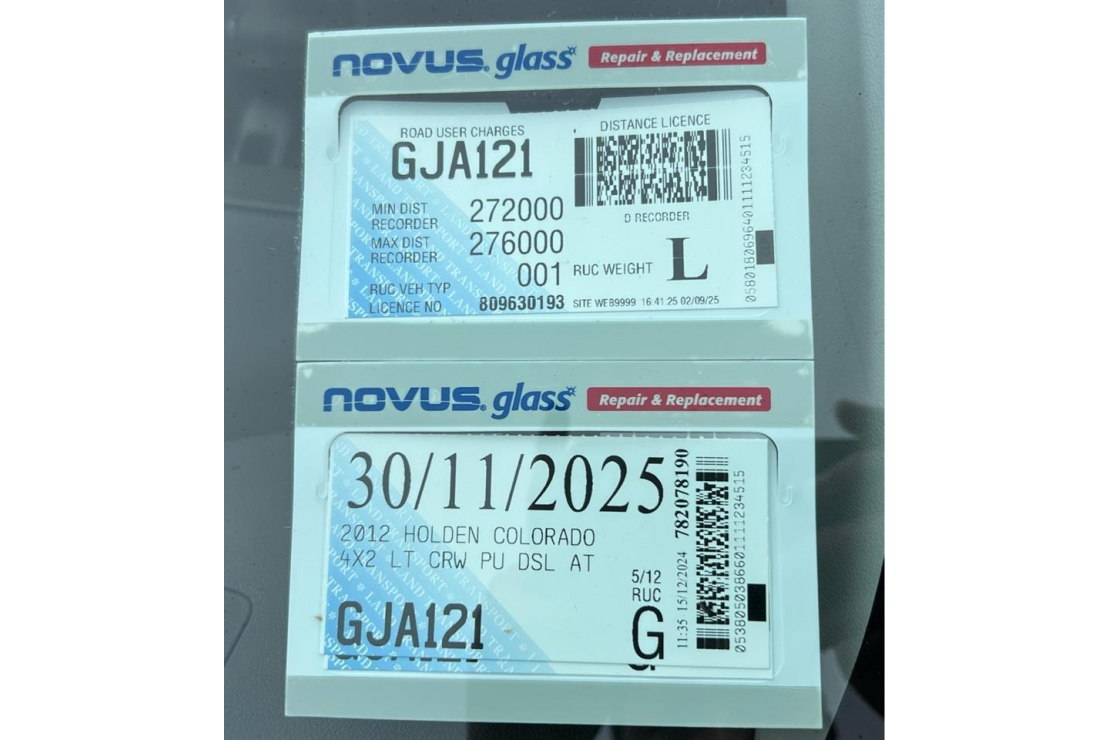 novus. glass Repair & Replacement
ROAD USER CHARGES
DISTANCE LICENCE
GJA121
MIN DIST RECORDER 272000
D RECORDER
MAX DIST RECORDER 276000
RUC VEH TYP 001
RUC WEIGHT L
LICENCE NO 809630193
SITE WEB9999 16:41:25 02/09/25
0580180696401111234515
novus. glass Repair & Replacement
30/11/2025
2012 HOLDEN COLORADO
4X2 LT CRW PU DSL AT
5/12
RUC
GJA121
G
11:35 15/12/2024 782078190
0538050386601111234515